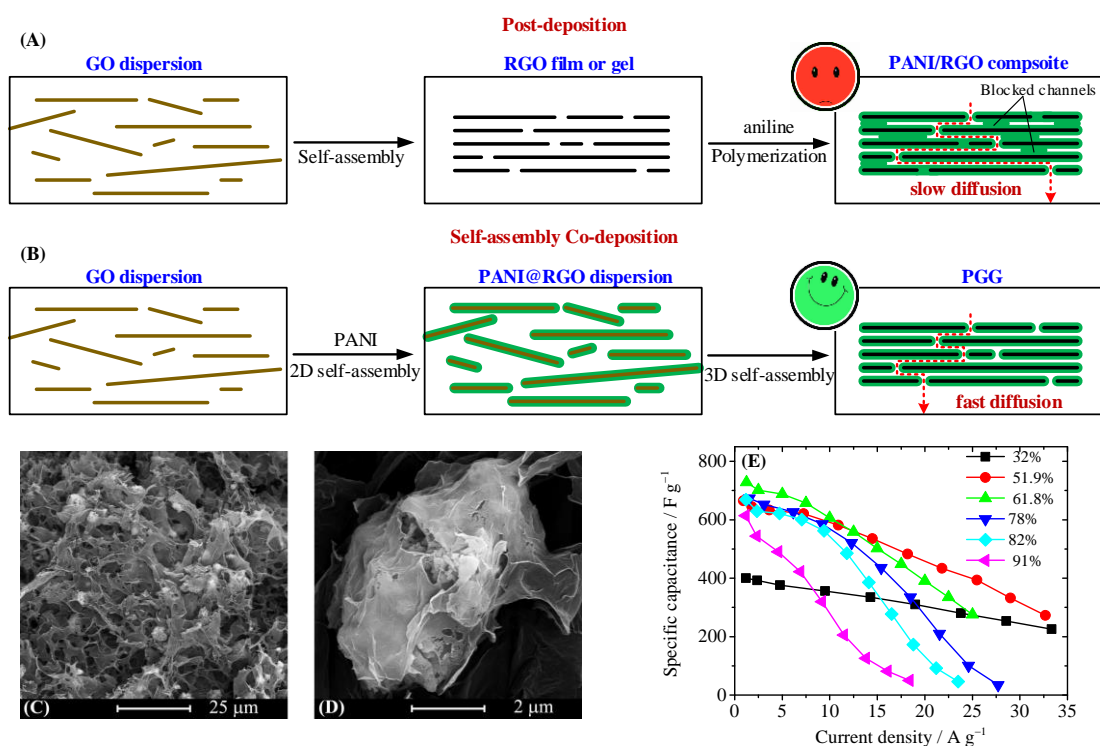 Post-deposition
(A)
GO dispersion
RGO film or gel
PANI/RGO compsoite
Blocked channels
Self-assembly
aniline
Polymerization
slow diffusion
Self-assembly Co-deposition
(B)
GO dispersion
PANI@RGO dispersion
PGG
PANI
2D self-assembly
3D self-assembly
fast diffusion
(C)
25 μm
(D)
2 μm
(E)
32%
51.9%
61.8%
78%
82%
91%
800
600
400
200
0
Specific capacitance / F g⁻¹
0 5 10 15 20 25 30 35
Current density / A g⁻¹